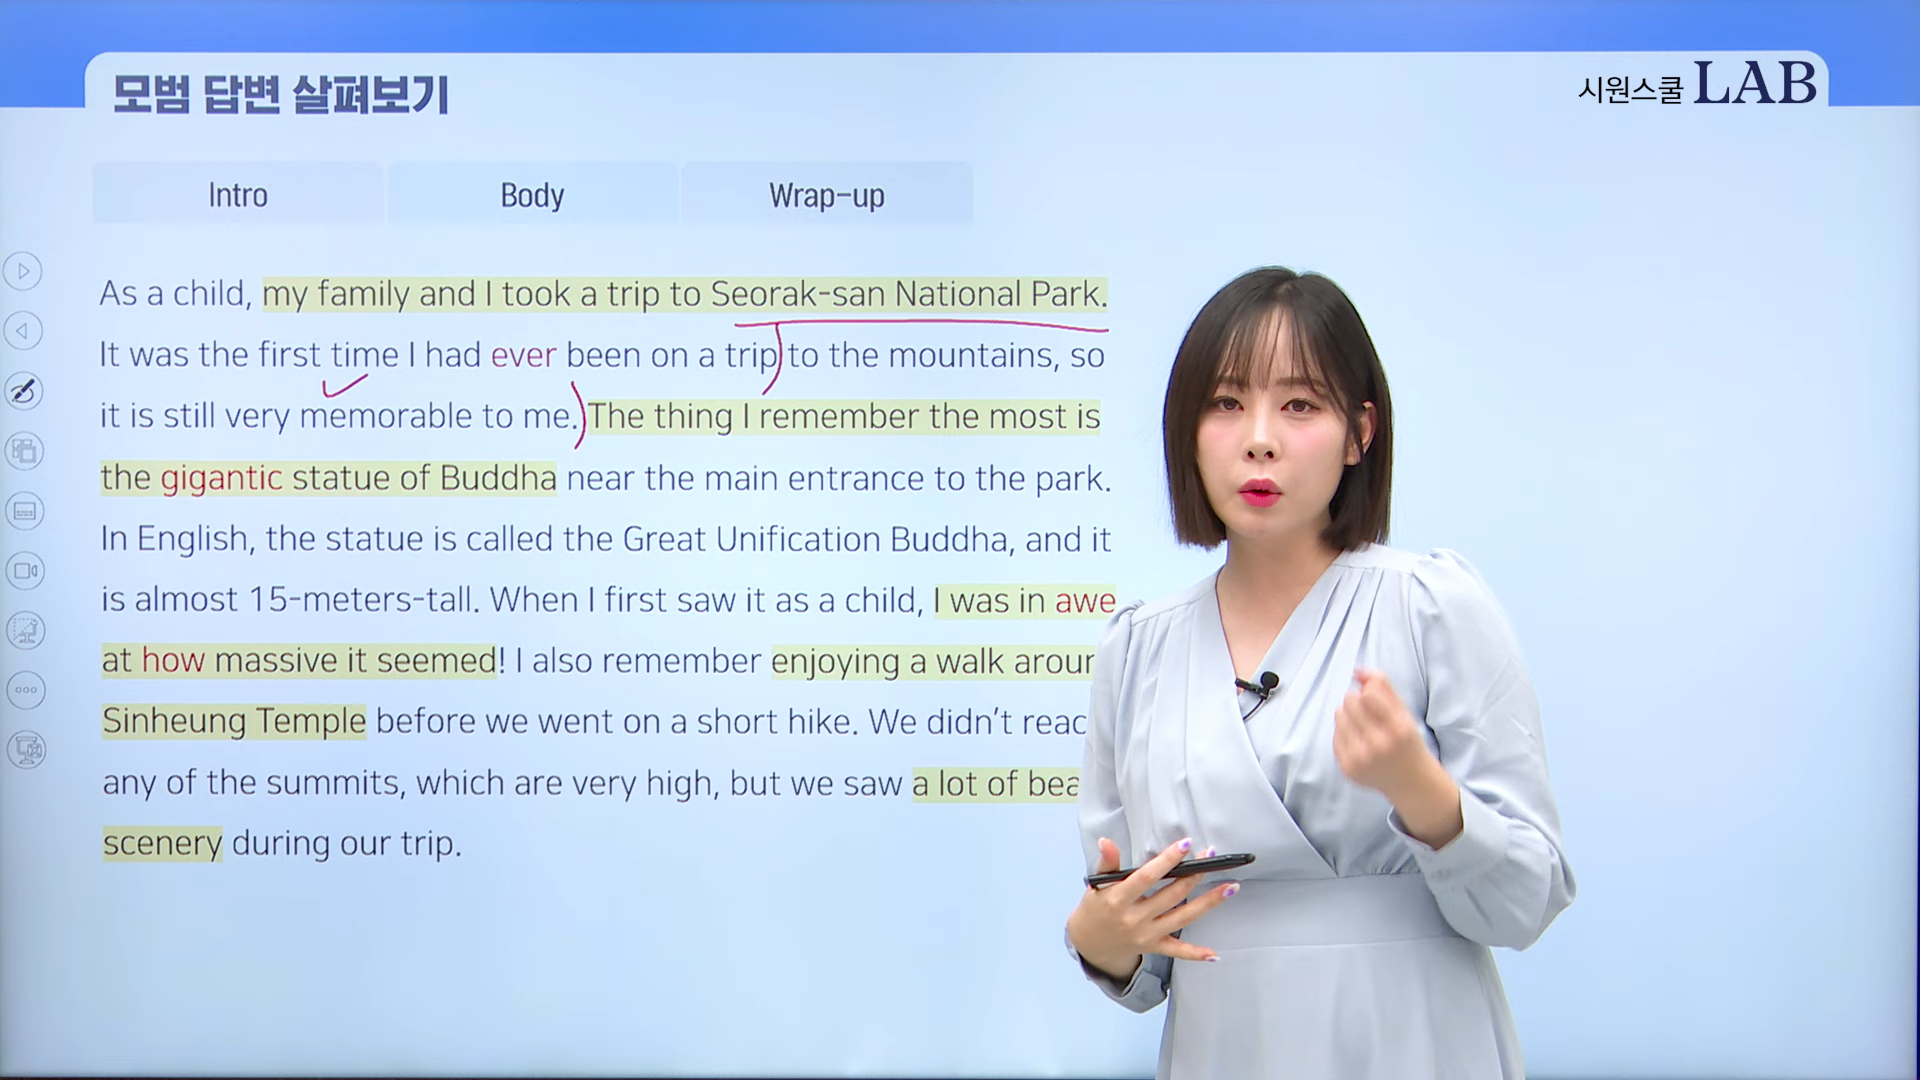 모범 답변 살펴보기
시원스쿨 LAB
Intro
Body
Wrap-up
As a child, my family and I took a trip to Seorak-san National Park.
It was the first time I had ever been on a trip to the mountains, so
it is still very memorable to me. The thing I remember the most is
the gigantic statue of Buddha near the main entrance to the park.
In English, the statue is called the Great Unification Buddha, and it
is almost 15-meters-tall. When I first saw it as a child, I was in awe
at how massive it seemed! I also remember enjoying a walk
Sinheung Temple before we went on a short hike. We didn't
any of the summits, which are very high, but we saw a lot of
scenery during our trip.